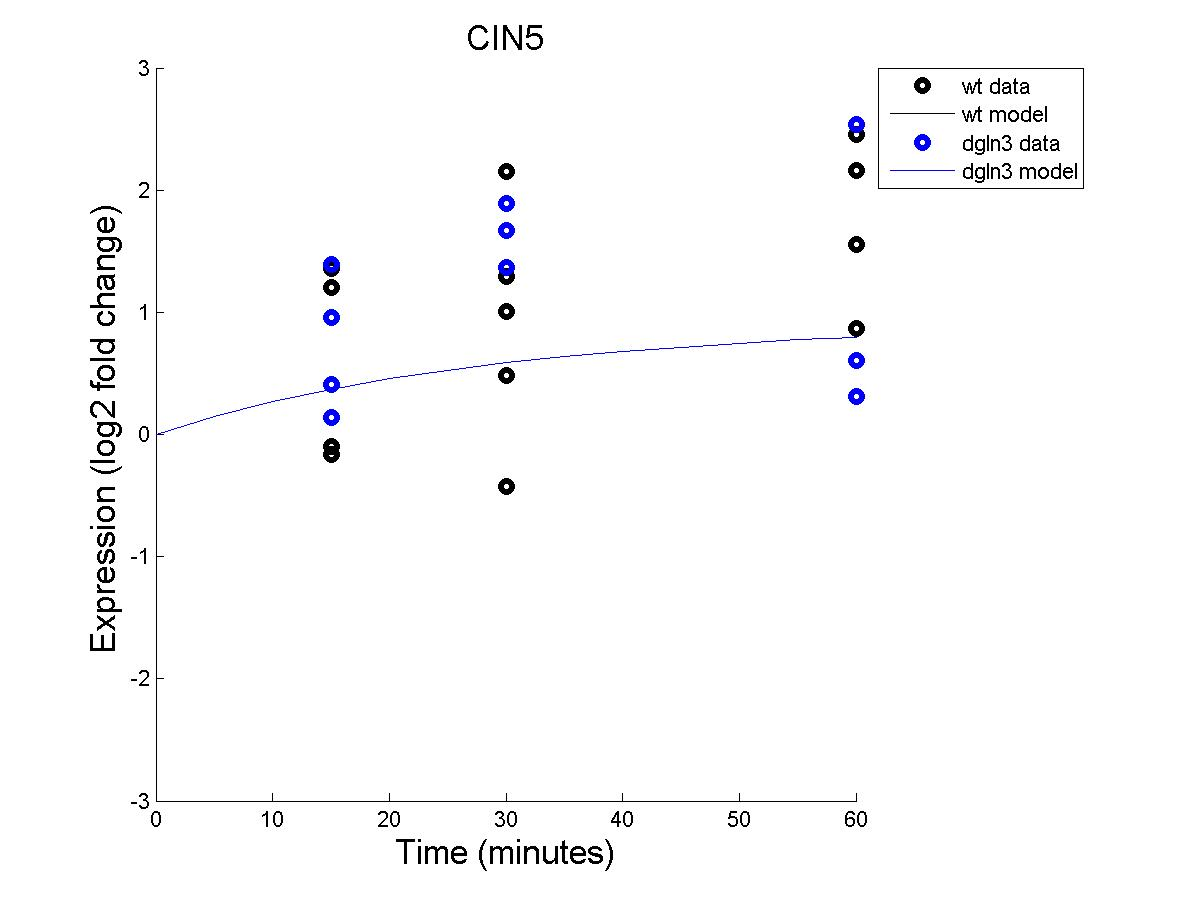 CIN5
3
2
1
0
-1
-2
-3
Expression (log2 fold change)
0 10 20 30 40 50 60
Time (minutes)
wt data
wt model
dgln3 data
dgln3 model